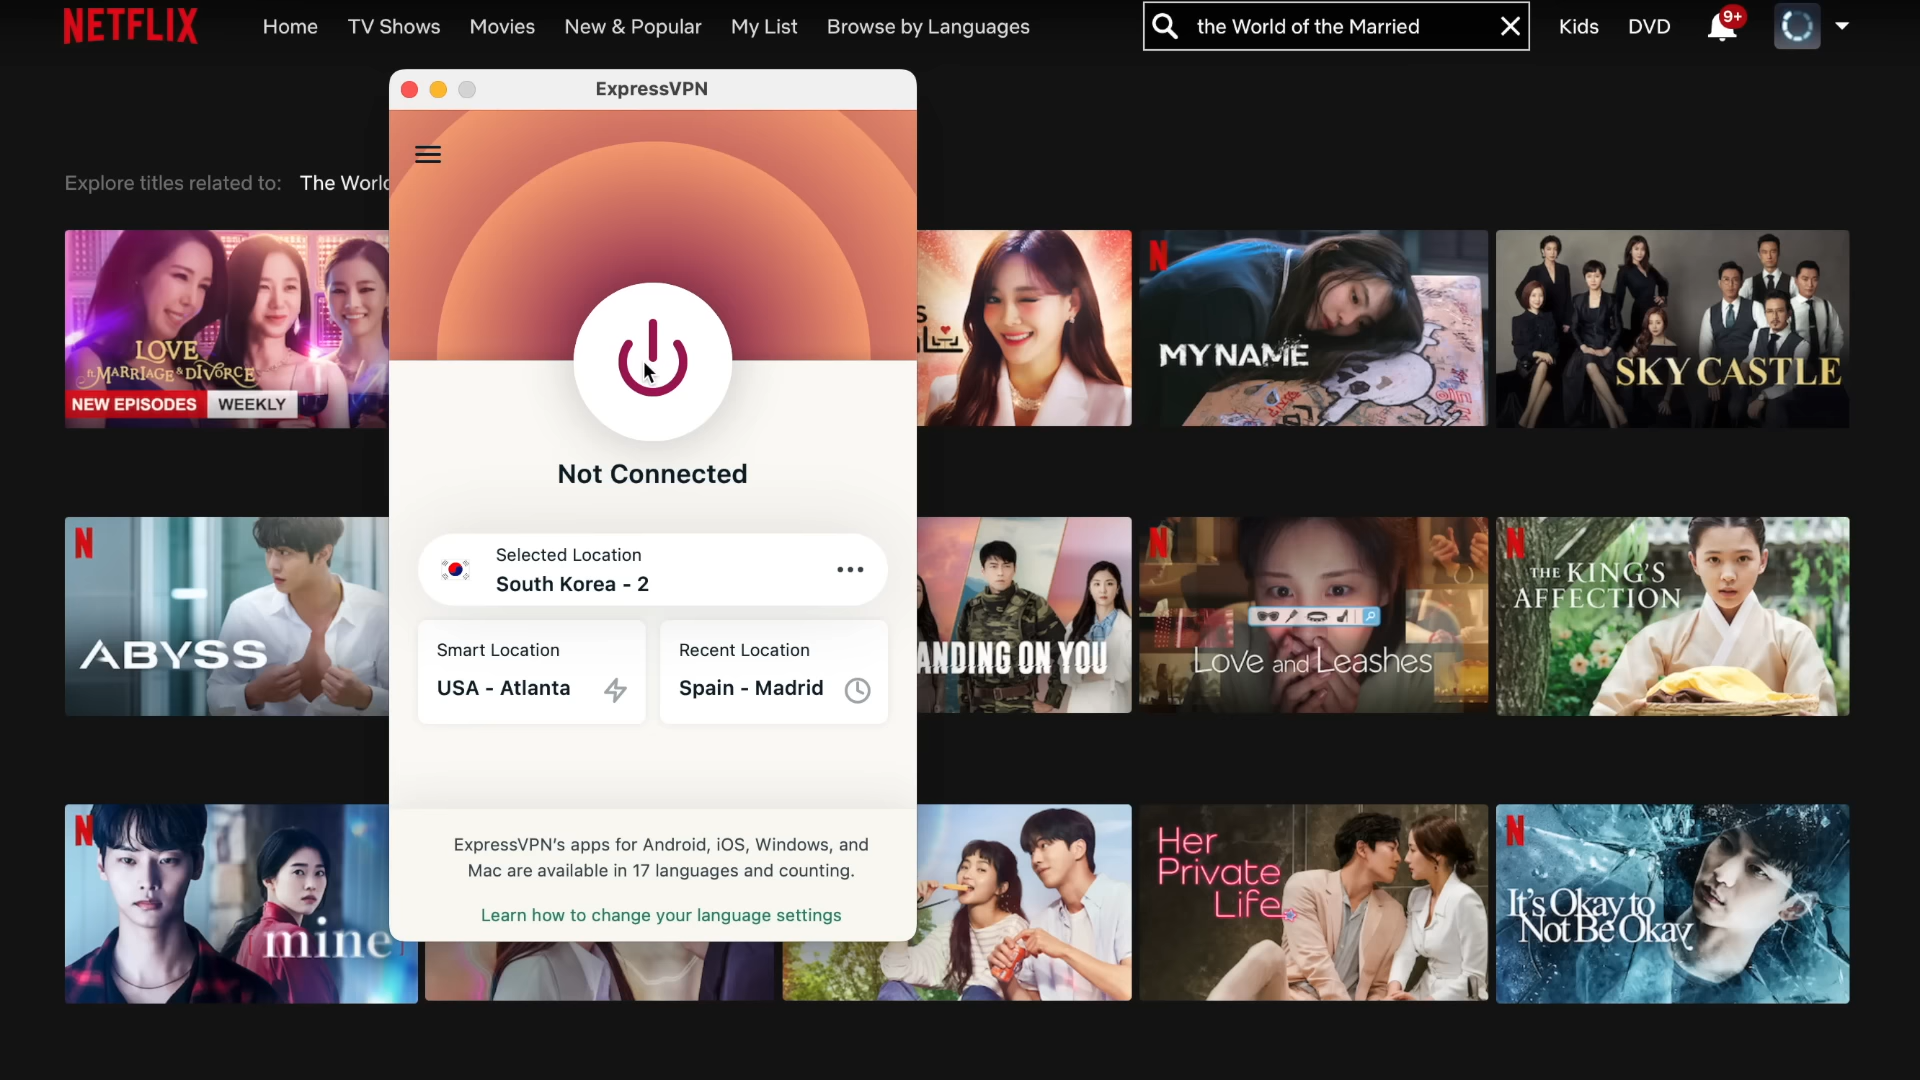 NETFLIX
Home
TV Shows
Movies
New & Popular
My List
Browse by Languages
the World of the Married
Kids
DVD
9+
ExpressVPN
Explore titles related to:
The World
LOVE
ft. MARRIAGE & DIVORCE
NEW EPISODES
WEEKLY
N
MY NAME
SKY CASTLE
Not Connected
Selected Location
South Korea - 2
Smart Location
USA - Atlanta
Recent Location
Spain - Madrid
N
ABYSS
ANDING ON YOU
N
LOVE AND LEASHES
N
THE KING'S
AFFECTION
ExpressVPN's apps for Android, iOS, Windows, and
Mac are available in 17 languages and counting.
Learn how to change your language settings
N
mine
Her
Private
Life
N
It's Okay to
Not Be Okay